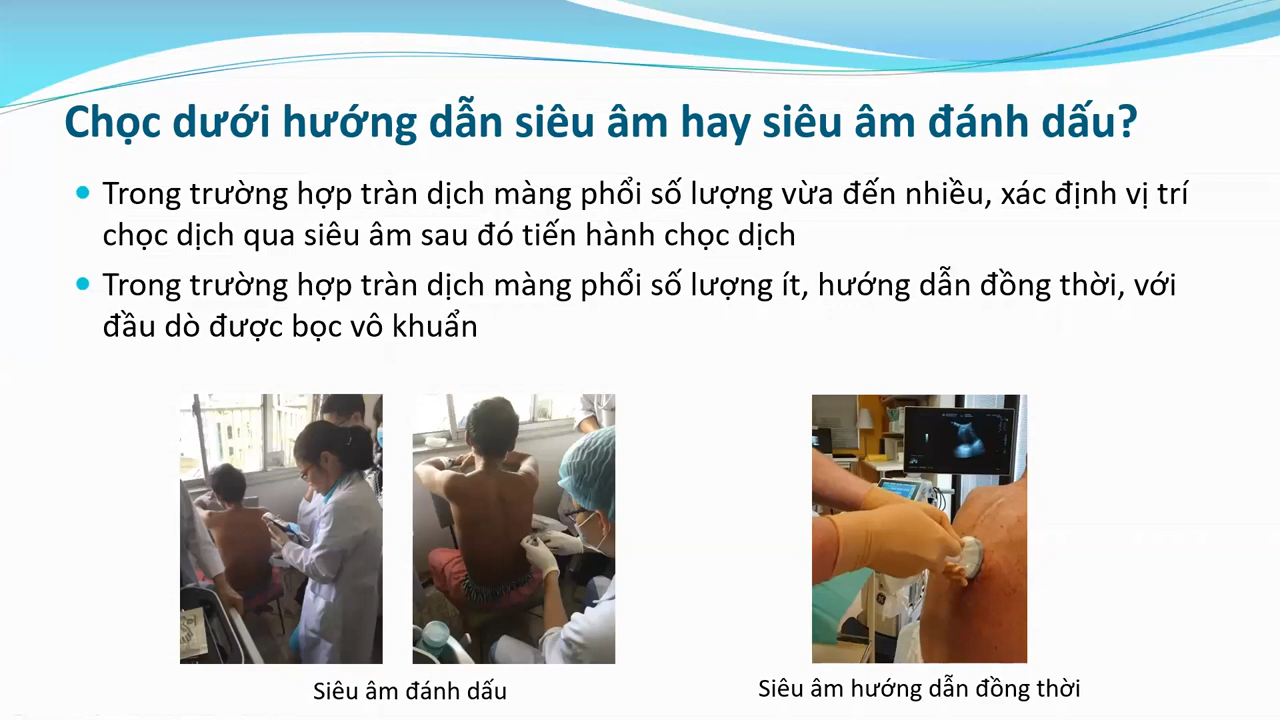 Chọc dưới hướng dẫn siêu âm hay siêu âm đánh dấu?
Trong trường hợp tràn dịch màng phổi số lượng vừa đến nhiều, xác định vị trí
chọc dịch qua siêu âm sau đó tiến hành chọc dịch
Trong trường hợp tràn dịch màng phổi số lượng ít, hướng dẫn đồng thời, với
đầu dò được bọc vô khuẩn
Siêu âm đánh dấu
Siêu âm hướng dẫn đồng thời